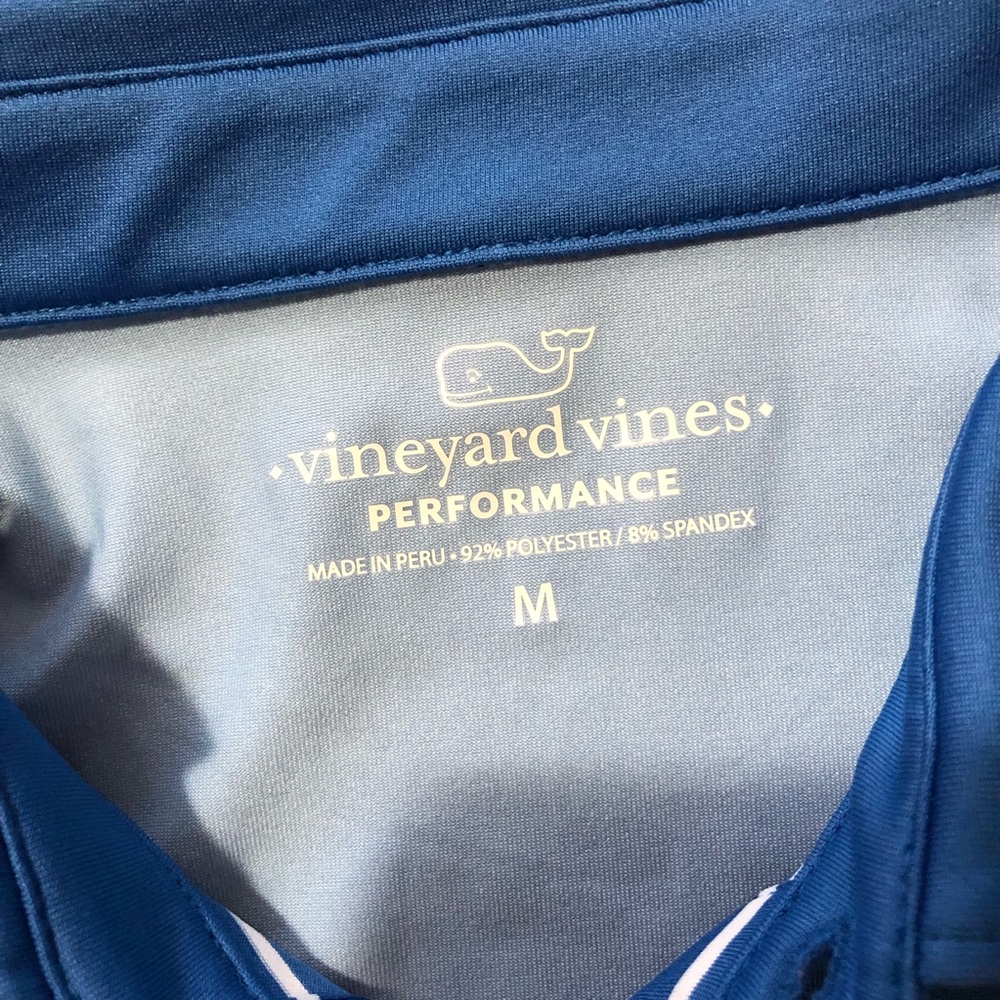 vineyard vines
PERFORMANCE
MADE IN PERU • 92% POLYESTER / 8% SPANDEX
M